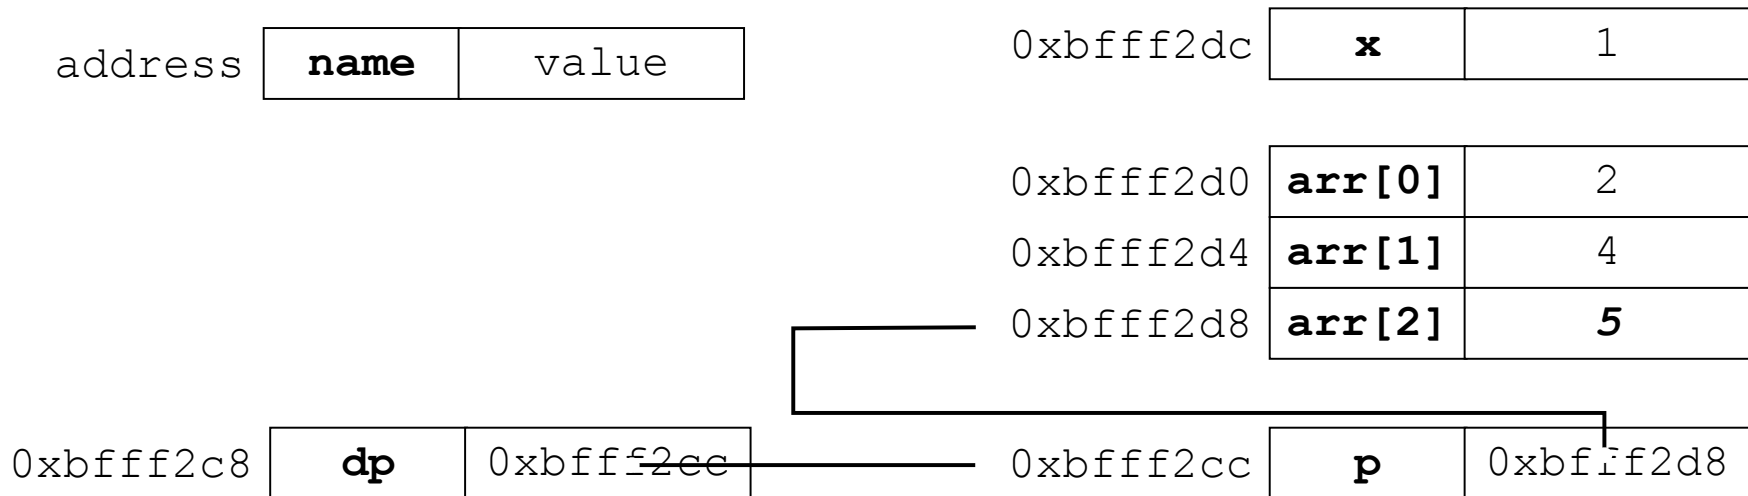 address name value
0xbfff2dc x 1
0xbfff2d0 arr[0] 2
0xbfff2d4 arr[1] 4
0xbfff2d8 arr[2] 5
0xbfff2c8 dp 0xbfff2cc
0xbfff2cc p 0xbfff2d8